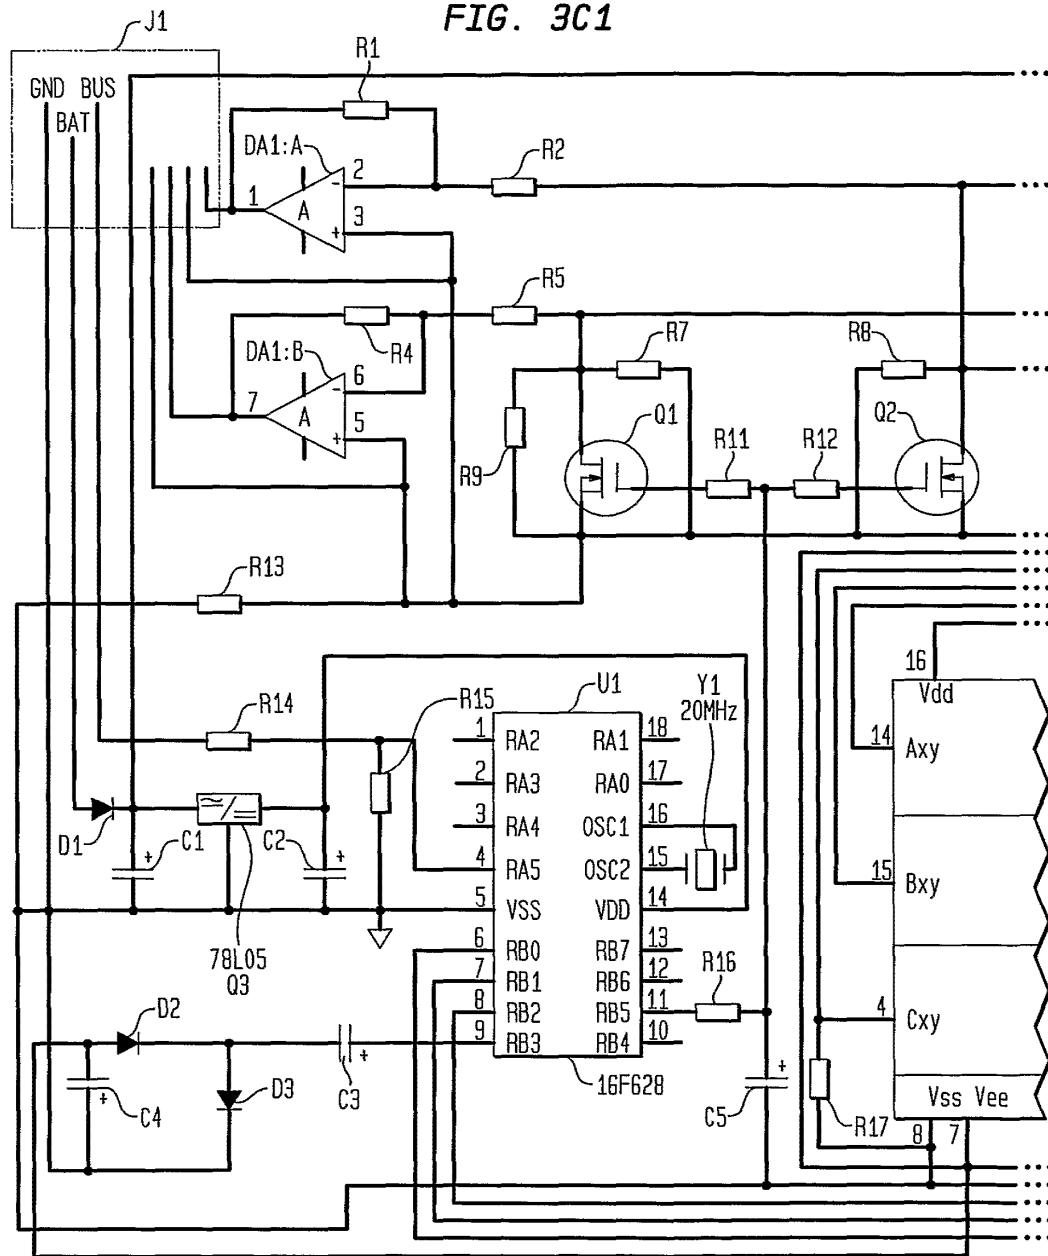 FIG. 3C1
J1
R1
GND BUS
BAT
DA1:A
2
R2
1
A
-
3
+
R5
R4
R7
R8
DA1:B
6
7
A
-
5
+
Q1
Q2
R9
R11
R12
R13
16
Vdd
U1
Y1
20MHz
R14
R15
1 RA2 RA1 18
14 Axy
2 RA3 RA0 17
3 RA4 OSC1 16
D1
+
C1
C2
+
4 RA5 OSC2 15
15 Bxy
5 VSS VDD 14
78L05
Q3
6 RB0 RB7 13
7 RB1 RB6 12
R16
8 RB2 RB5 11
D2
4 Cxy
9 RB3 RB4 10
+
C3
16F628
D3
+
C4
+
C5
R17
Vss Vee
8 7